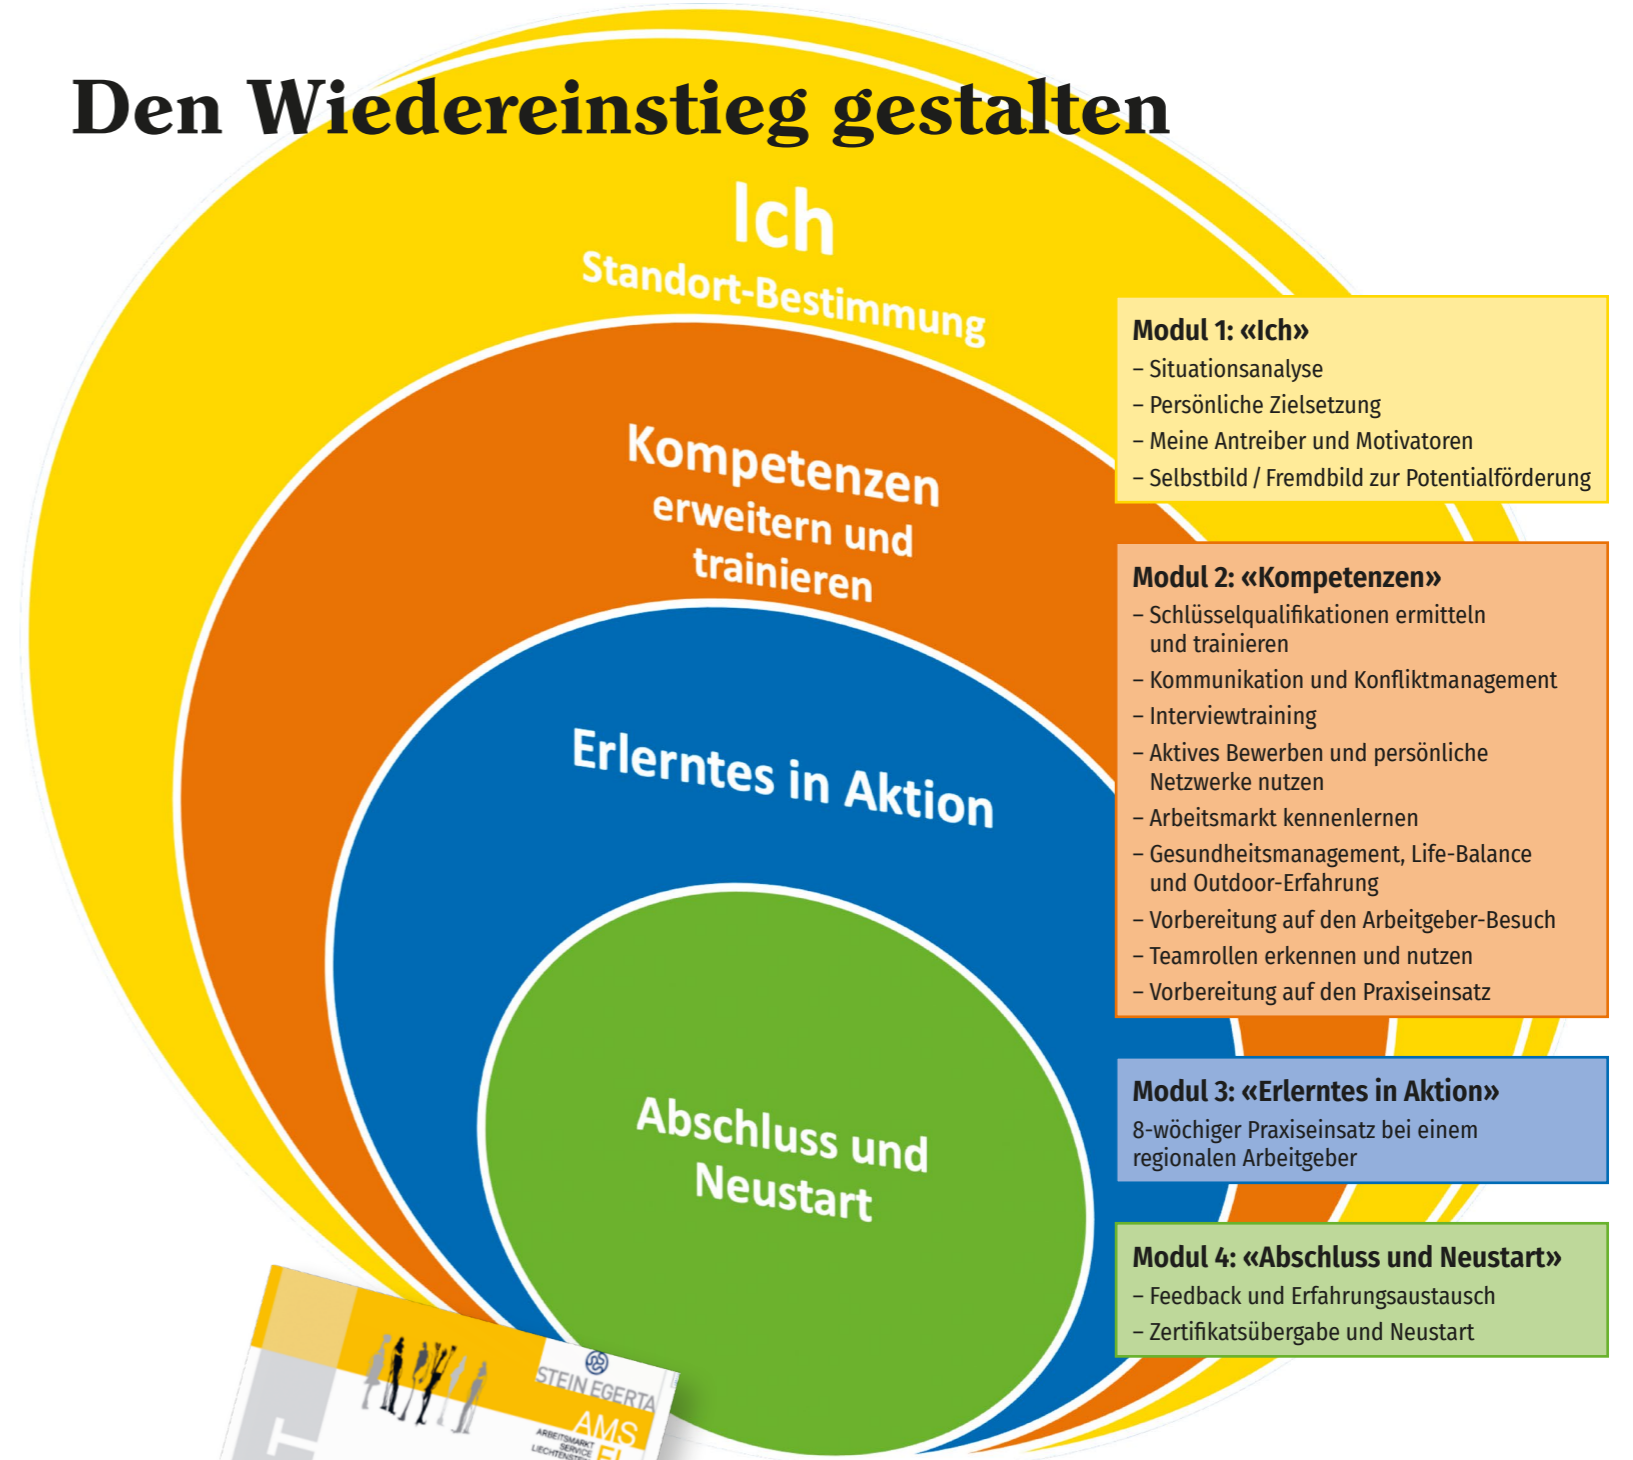 Den Wiedereinstieg gestalten
Ich
Standort-Bestimmung
Kompetenzen
erweitern und
trainieren
Erlerntes in Aktion
Abschluss und
Neustart
Modul 1: «Ich»
– Situationsanalyse
– Persönliche Zielsetzung
– Meine Antreiber und Motivatoren
– Selbstbild / Fremdbild zur Potentialförderung
Modul 2: «Kompetenzen»
– Schlüsselqualifikationen ermitteln
und trainieren
– Kommunikation und Konfliktmanagement
– Interviewtraining
– Aktives Bewerben und persönliche
Netzwerke nutzen
– Arbeitsmarkt kennenlernen
– Gesundheitsmanagement, Life-Balance
und Outdoor-Erfahrung
– Vorbereitung auf den Arbeitgeber-Besuch
– Teamrollen erkennen und nutzen
– Vorbereitung auf den Praxiseinsatz
Modul 3: «Erlerntes in Aktion»
8-wöchiger Praxiseinsatz bei einem
regionalen Arbeitgeber
Modul 4: «Abschluss und Neustart»
– Feedback und Erfahrungsaustausch
– Zertifikatsübergabe und Neustart
STEIN EGERTA
AMS
ARBEITSMARKT
SERVICE